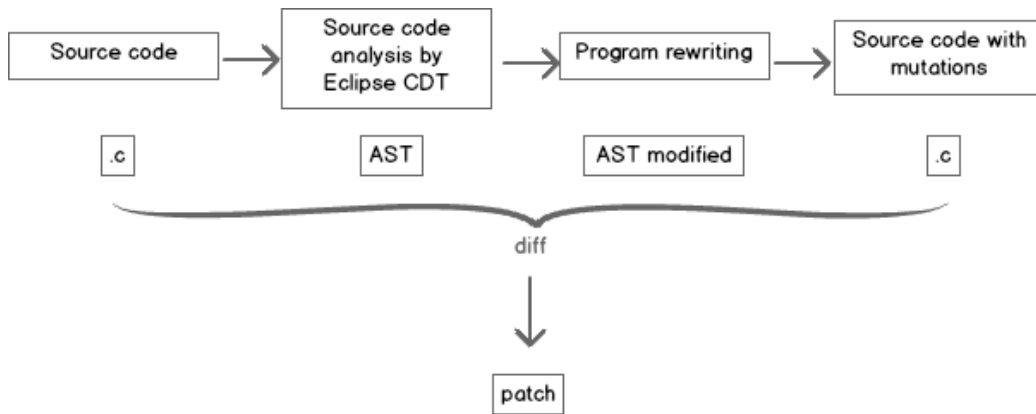 Source code
Source code
analysis by
Eclipse CDT
Program rewriting
Source code with
mutations
.c
AST
AST modified
.c
diff
patch